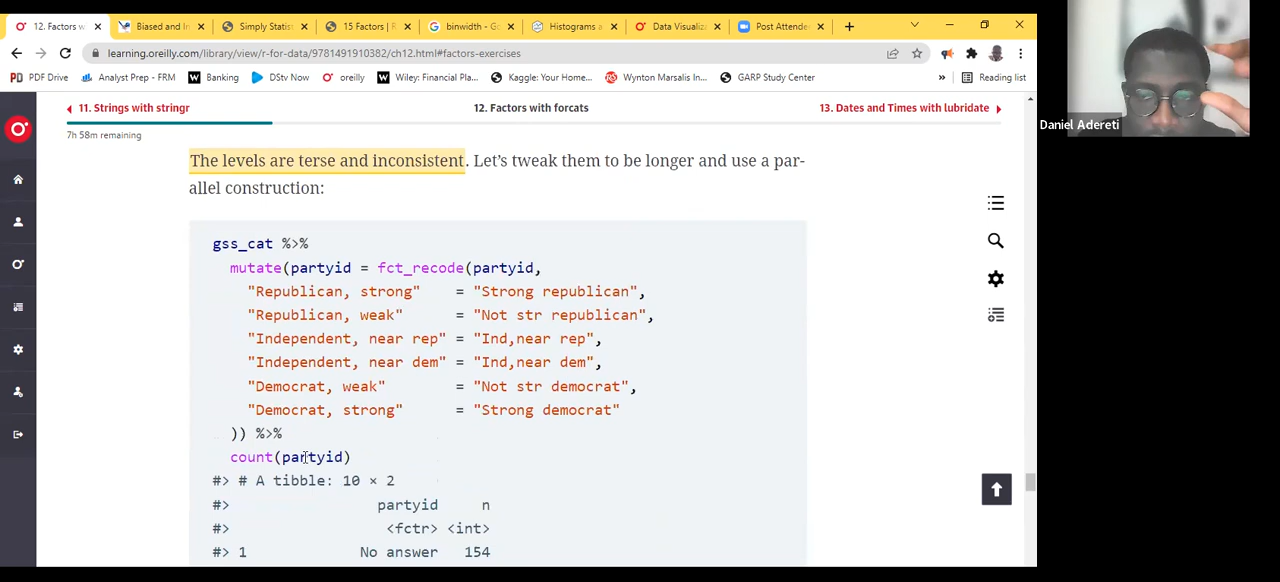 12. Factors w
Biased and In
Simply Statis
15 Factors | R
binwidth - Go
Histograms a
Data Visualiz
Post Attende
learning.oreilly.com/library/view/r-for-data/9781491910382/ch12.html#factors-exercises
PDF Drive
Analyst Prep - FRM
Banking
DStv Now
oreilly
Wiley: Financial Pla...
Kaggle: Your Home...
Wynton Marsalis In...
GARP Study Center
»
Reading list
11. Strings with stringr
12. Factors with forcats
13. Dates and Times with lubridate
7h 58m remaining
Daniel Adereti
The levels are terse and inconsistent. Let’s tweak them to be longer and use a par-
allel construction:
gss_cat %>%
mutate(partyid = fct_recode(partyid,
"Republican, strong" = "Strong republican",
"Republican, weak" = "Not str republican",
"Independent, near rep" = "Ind,near rep",
"Independent, near dem" = "Ind,near dem",
"Democrat, weak" = "Not str democrat",
"Democrat, strong" = "Strong democrat"
)) %>%
count(partyid)
#> # A tibble: 10 × 2
#> partyid n
#> <fctr> <int>
#> 1 No answer 154